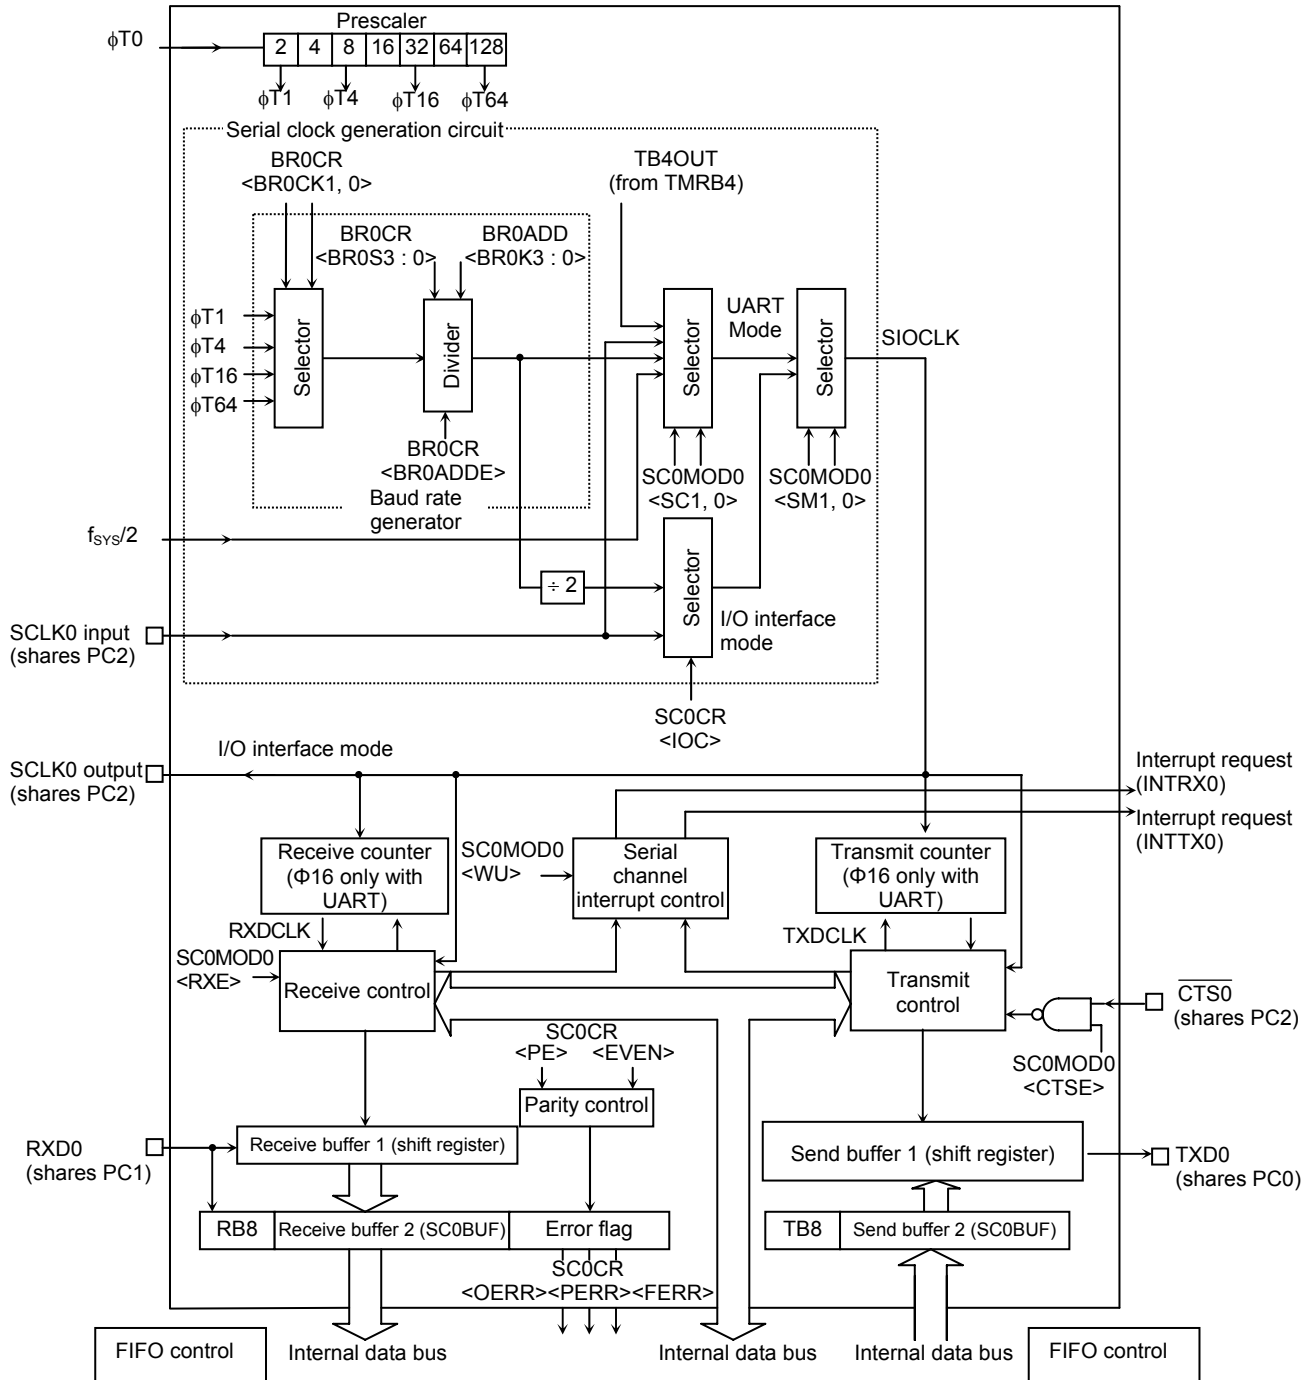 Prescaler
ϕT0
2 4 8 16 32 64 128
ϕT1 ϕT4 ϕT16 ϕT64
Serial clock generation circuit
BR0CR
<BR0CK1, 0>
TB4OUT
(from TMRB4)
BR0CR
<BR0S3 : 0>
BR0ADD
<BR0K3 : 0>
ϕT1
ϕT4
ϕT16
ϕT64
Selector
Divider
Selector
UART
Mode
Selector
SIOCLK
BR0CR
<BR0ADDE>
Baud rate
generator
SC0MOD0
<SC1, 0>
SC0MOD0
<SM1, 0>
fSYS/2
÷ 2
Selector
I/O interface
mode
SCLK0 input
(shares PC2)
SC0CR
<IOC>
I/O interface mode
SCLK0 output
(shares PC2)
Interrupt request
(INTRX0)
Interrupt request
(INTTX0)
Receive counter
(Φ16 only with
UART)
SC0MOD0
<WU>
Serial
channel
interrupt control
Transmit counter
(Φ16 only with
UART)
RXDCLK
TXDCLK
SC0MOD0
<RXE>
Receive control
Transmit
control
CTS0
(shares PC2)
SC0MOD0
<CTSE>
SC0CR
<PE> <EVEN>
Parity control
RXD0
(shares PC1)
Receive buffer 1 (shift register)
Send buffer 1 (shift register)
TXD0
(shares PC0)
RB8
Receive buffer 2 (SC0BUF)
Error flag
TB8
Send buffer 2 (SC0BUF)
SC0CR
<OERR><PERR><FERR>
FIFO control
Internal data bus
Internal data bus
Internal data bus
FIFO control